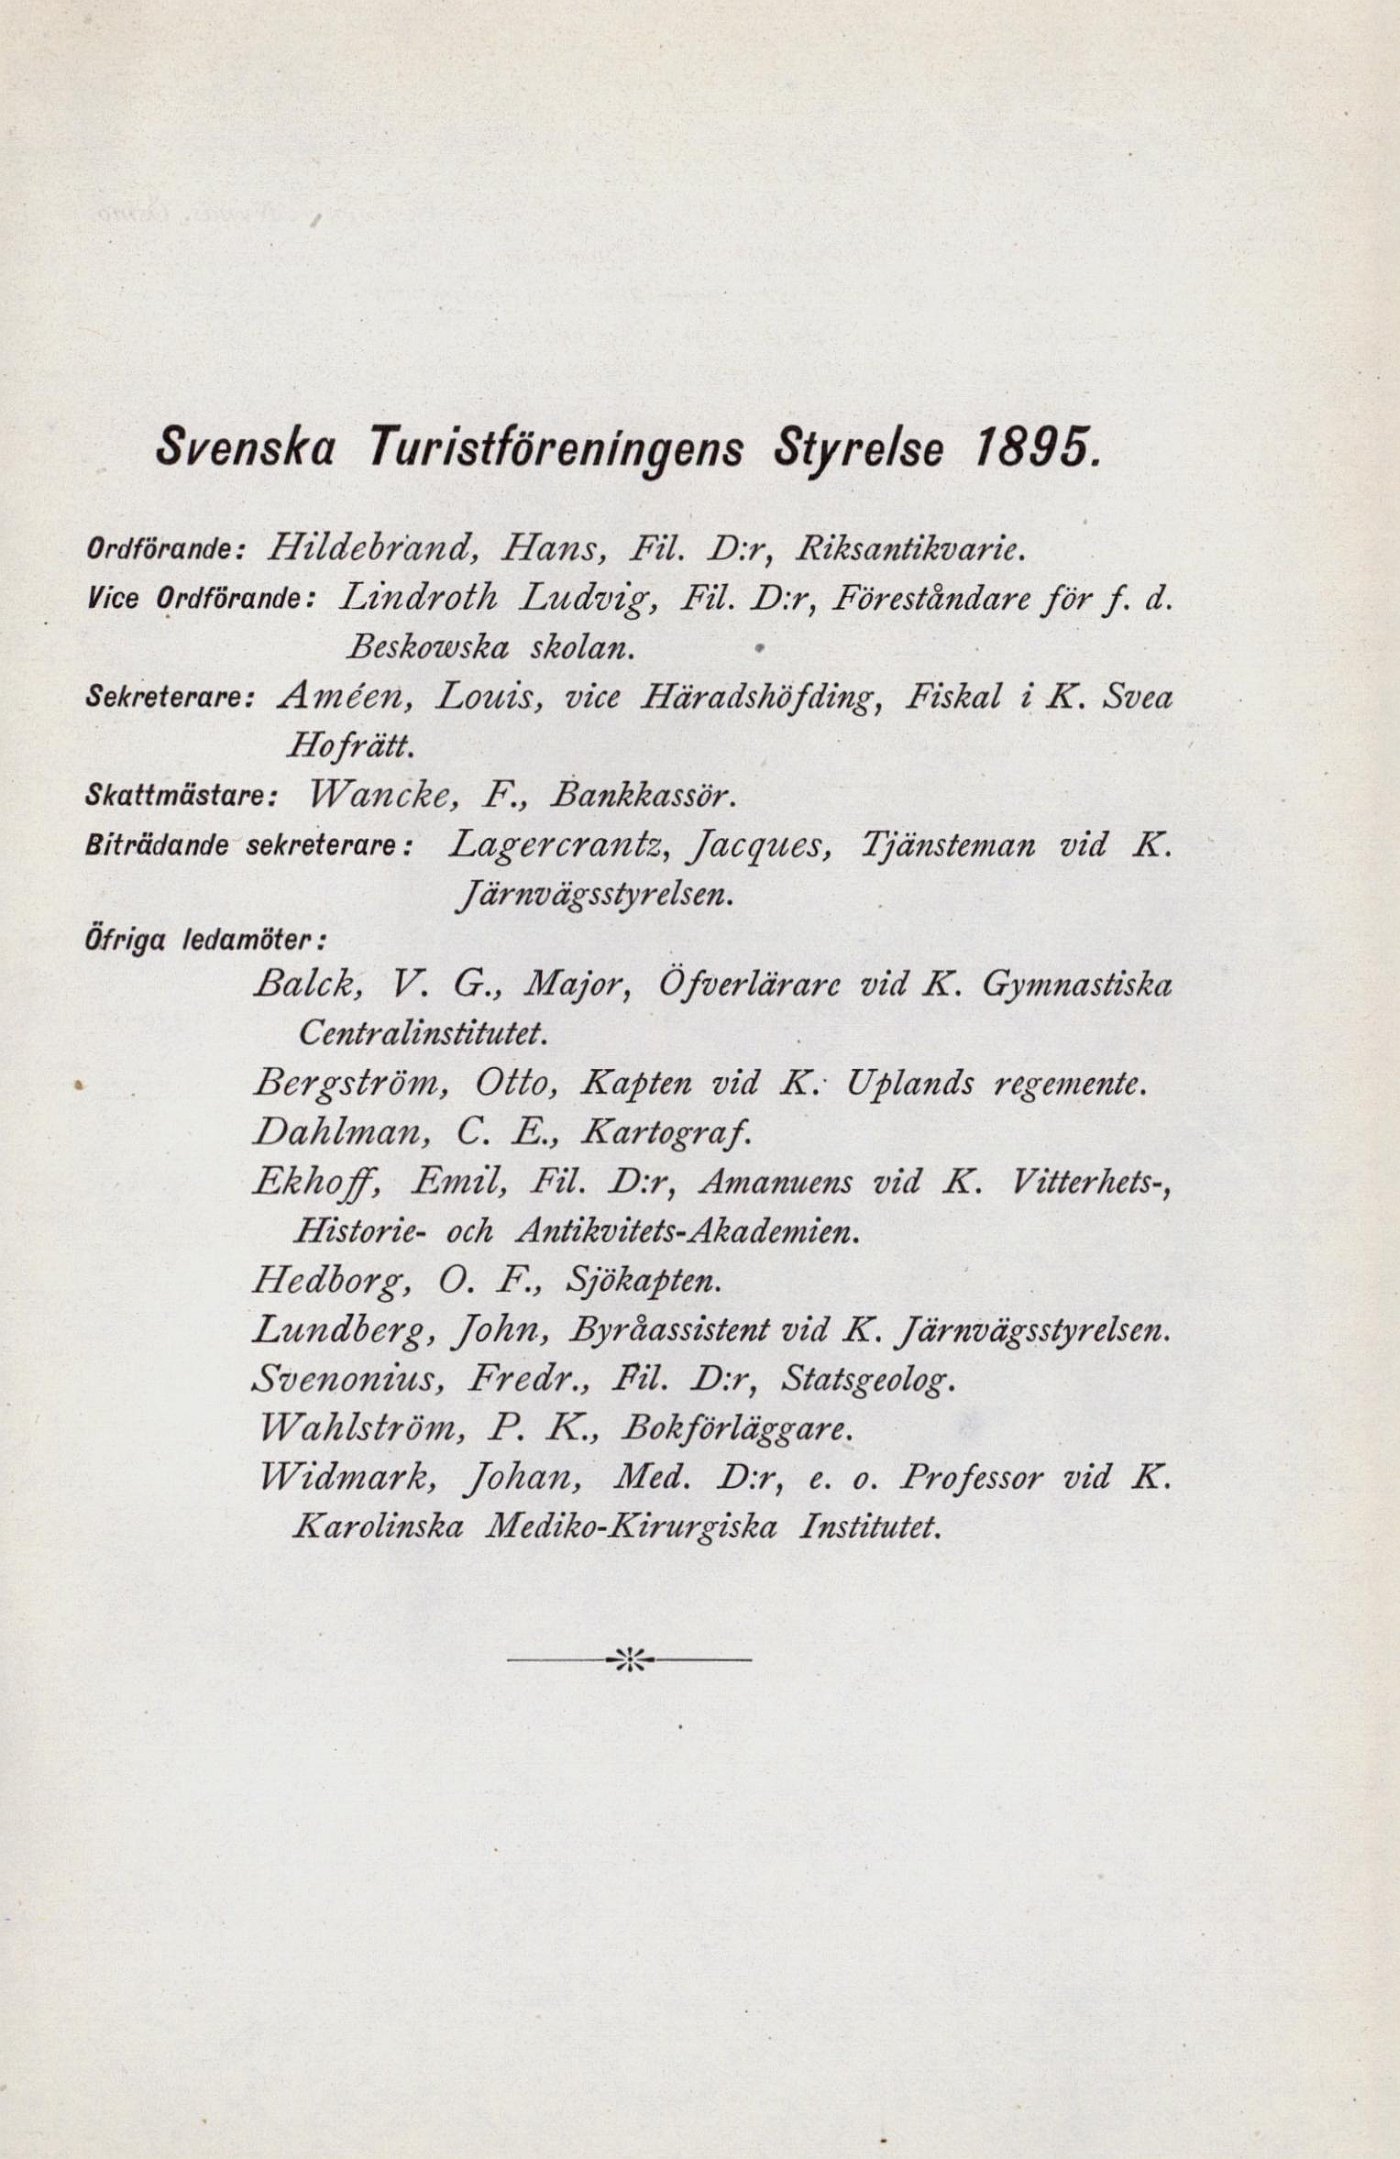 Svenska Turistföreningens Styrelse 1895.
Ordförande: Hildebrand, Hans, Fil. D:r, Riksantikvarie.
Vice Ordförande: Lindroth Ludvig, Fil. D:r, Föreståndare för f. d.
Beskowska skolan.
Sekreterare: Améen, Louis, vice Häradshöfding, Fiskal i K. Svea
Hofrätt.
Skattmästare: Wancke, F., Bankkassör.
Biträdande sekreterare: Lagercrantz, Jacques, Tjänsteman vid K.
Järnvägsstyrelsen.
Öfriga ledamöter:
Balck, V. G., Major, Öfverlärare vid K. Gymnastiska
Centralinstitutet.
Bergström, Otto, Kapten vid K. Uplands regemente.
Dahlman, C. E., Kartograf.
Ekhoff, Emil, Fil. D:r, Amanuens vid K. Vitterhets-,
Historie- och Antikvitets-Akademien.
Hedborg, O. F., Sjökapten.
Lundberg, John, Byråassistent vid K. Järnvägsstyrelsen.
Svenonius, Fredr., Fil. D:r, Statsgeolog.
Wahlström, P. K., Bokförläggare.
Widmark, Johan, Med. D:r, e. o. Professor vid K.
Karolinska Mediko-Kirurgiska Institutet.